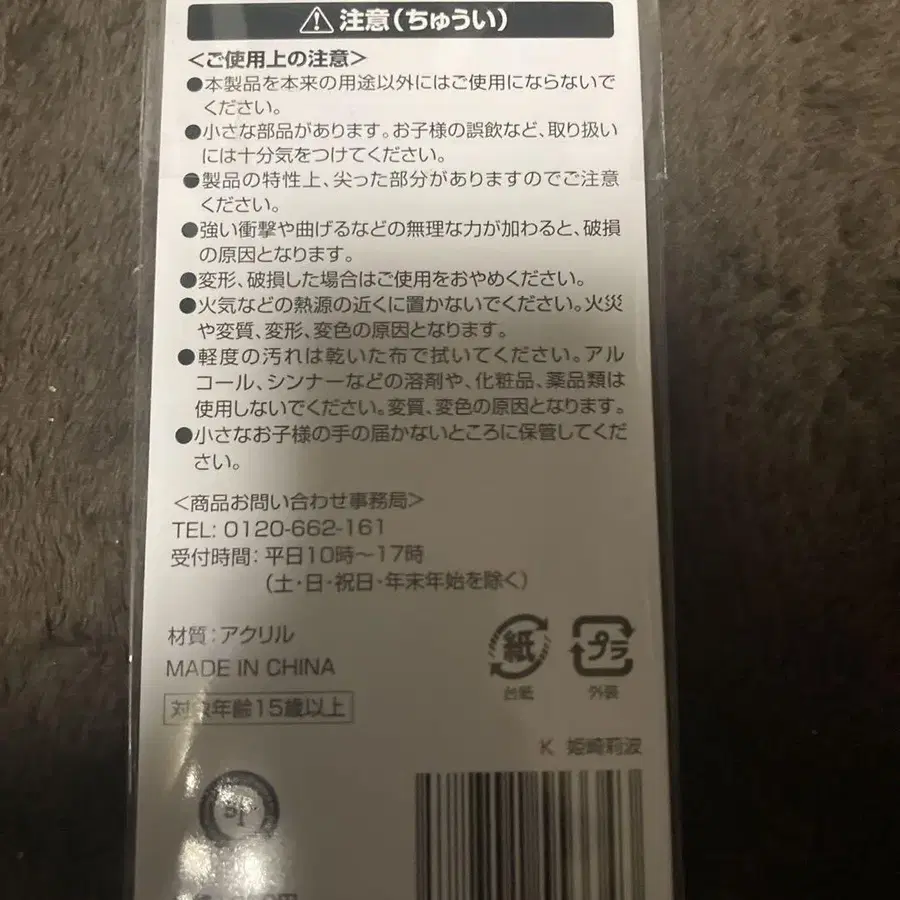 注意(ちゅうい)
<ご使用上の注意>
●本製品を本来の用途以外にはご使用にならないで
ください。
●小さな部品があります。お子様の誤飲など、取り扱い
には十分気をつけてください。
●製品の特性上、尖った部分がありますのでご注意
ください。
●強い衝撃や曲げるなどの無理な力が加わると、破損
の原因となります。
●変形、破損した場合はご使用をおやめください。
●火気などの熱源の近くに置かないでください。火災
や変質、変形、変色の原因となります。
●軽度の汚れは乾いた布で拭いてください。アル
コール、シンナーなどの溶剤や、化粧品、薬品類は
使用しないでください。変質、変色の原因となります。
●小さなお子様の手の届かないところに保管してくだ
さい。
<商品お問い合わせ事務局>
TEL: 0120-662-161
受付時間: 平日10時〜17時
(土・日・祝日・年末年始を除く)
材質:アクリル
MADE IN CHINA
紙
台紙
プラ
外装
対象年齢15歳以上
K 姫崎莉波